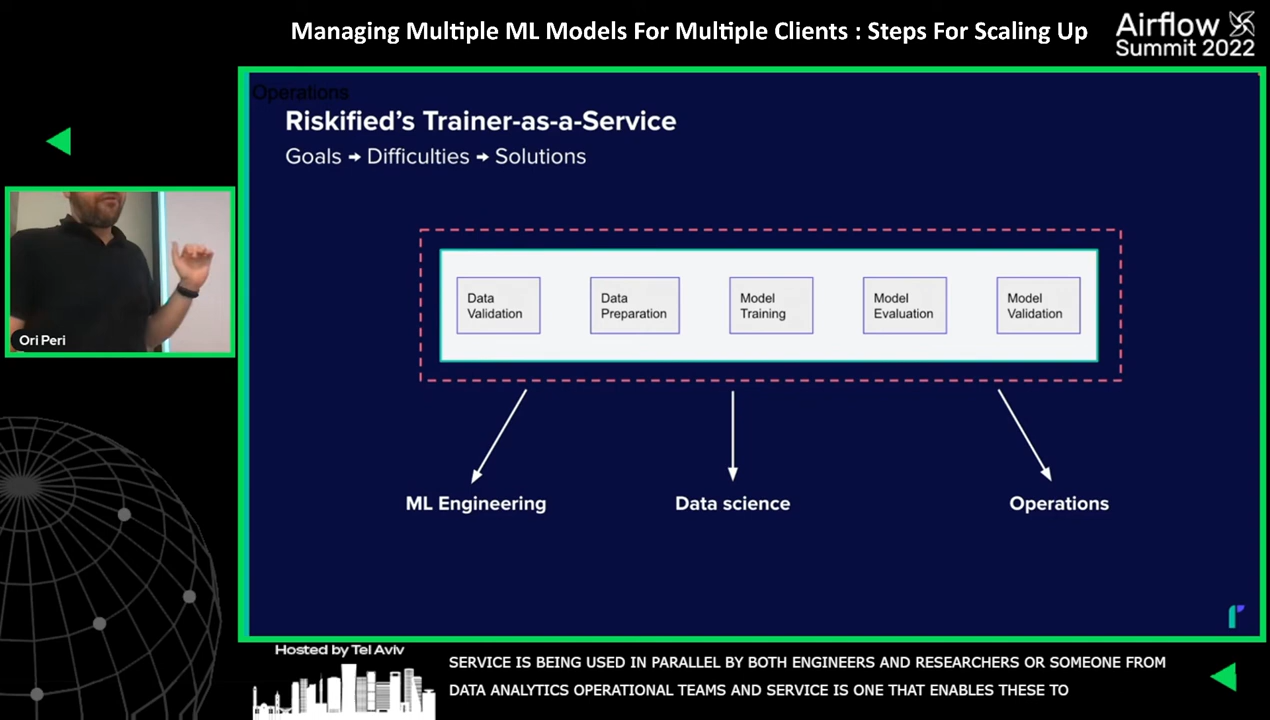 Managing Multiple ML Models For Multiple Clients : Steps For Scaling Up
Airflow
Summit 2022
Operations
Riskified's Trainer-as-a-Service
Goals → Difficulties → Solutions
Data
Validation
Data
Preparation
Model
Training
Model
Evaluation
Model
Validation
Ori Peri
ML Engineering
Data science
Operations
Hosted by Tel Aviv
SERVICE IS BEING USED IN PARALLEL BY BOTH ENGINEERS AND RESEARCHERS OR SOMEONE FROM
DATA ANALYTICS OPERATIONAL TEAMS AND SERVICE IS ONE THAT ENABLES THESE TO